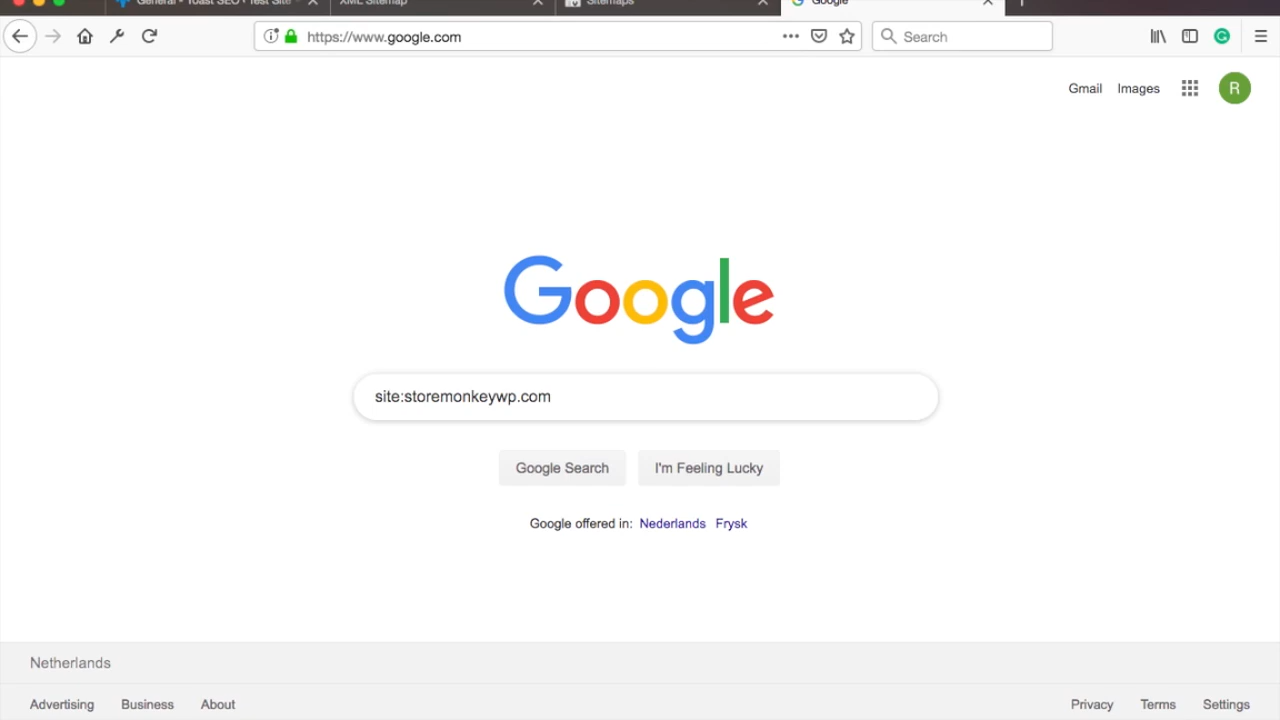 General - Yoast SEO • Test Site -
XML Sitemap
Sitemaps
Google
https://www.google.com
Search
Gmail
Images
R
Google
site:storemonkeywp.com
Google Search
I'm Feeling Lucky
Google offered in: Nederlands Frysk
Netherlands
Advertising
Business
About
Privacy
Terms
Settings